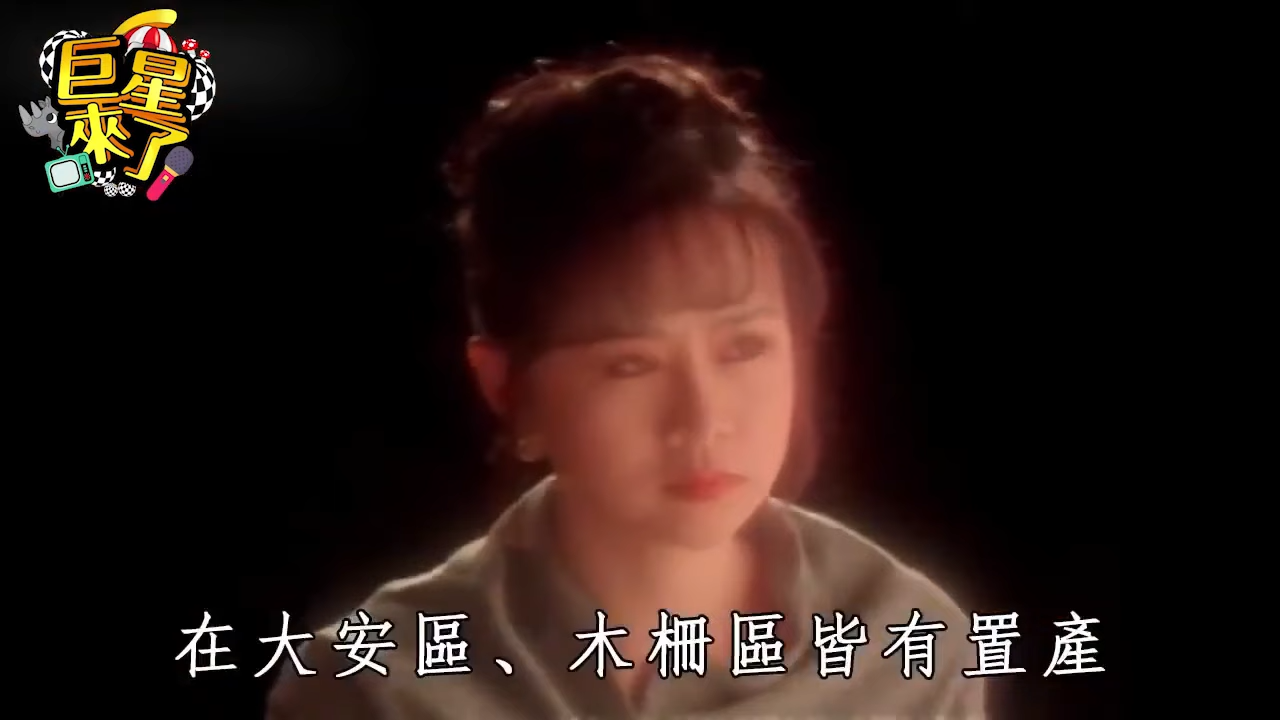 巨星
來了
在大安區、木柵區皆有置產